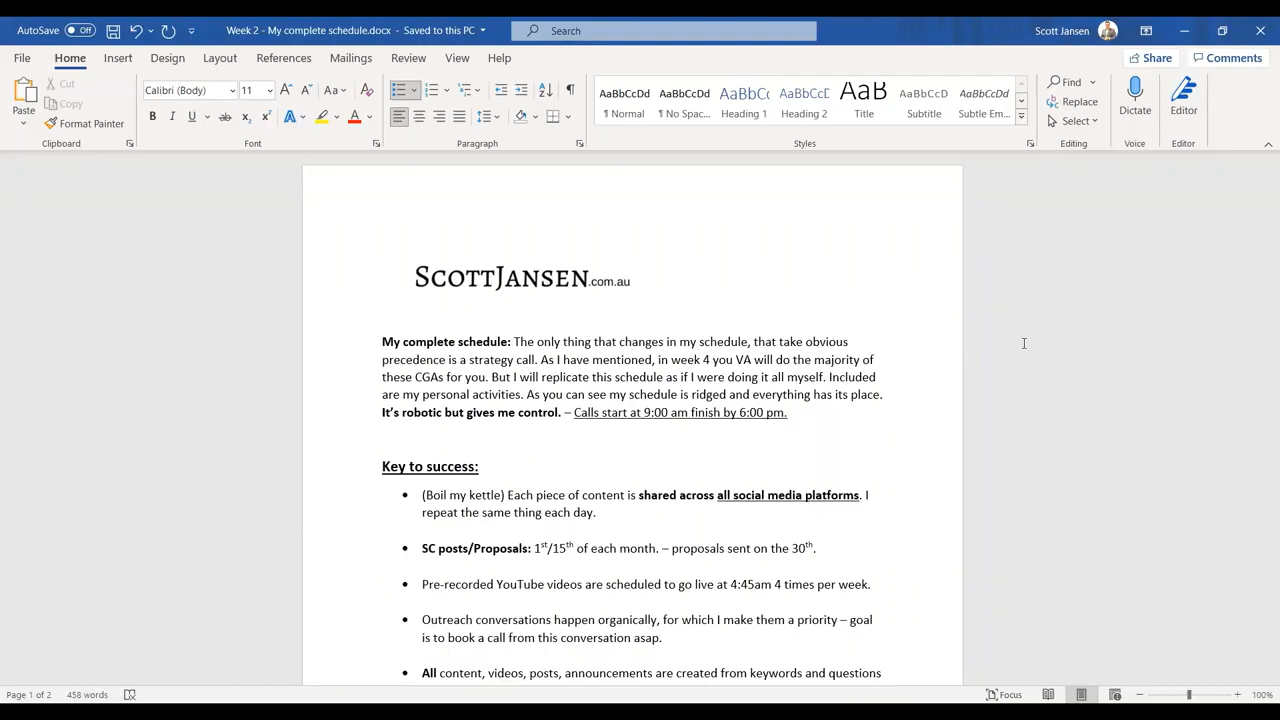 AutoSave Off Week 2 - My complete schedule.docx - Saved to this PC Search Scott Jansen
File Home Insert Draw Design Layout References Mailings Review View Help Share Comments
Paste Cut Copy Format Painter
Calibri (Body) 11
AaBbCcDd AaBbCcDd AaBbCc AaBbCcC AaB AaBbCcD AaBbCcDd
¶ Normal ¶ No Spac... Heading 1 Heading 2 Title Subtitle Subtle Em...
Find Replace Select Dictate Editor
Clipboard Font Paragraph Styles Editing Voice Editor
SCOTTJANSEN.com.au
My complete schedule: The only thing that changes in my schedule, that take obvious
precedence is a strategy call. As I have mentioned, in week 4 you VA will do the majority of
these CGAs for you. But I will replicate this schedule as if I were doing it all myself. Included
are my personal activities. As you can see my schedule is ridged and everything has its place.
It's robotic but gives me control. – Calls start at 9:00 am finish by 6:00 pm.
Key to success:
• (Boil my kettle) Each piece of content is shared across all social media platforms. I
repeat the same thing each day.
• SC posts/Proposals: 1st/15th of each month. – proposals sent on the 30th.
• Pre-recorded YouTube videos are scheduled to go live at 4:45am 4 times per week.
• Outreach conversations happen organically, for which I make them a priority – goal
is to book a call from this conversation asap.
• All content, videos, posts, announcements are created from keywords and questions
Page 1 of 2 458 words Focus 100%